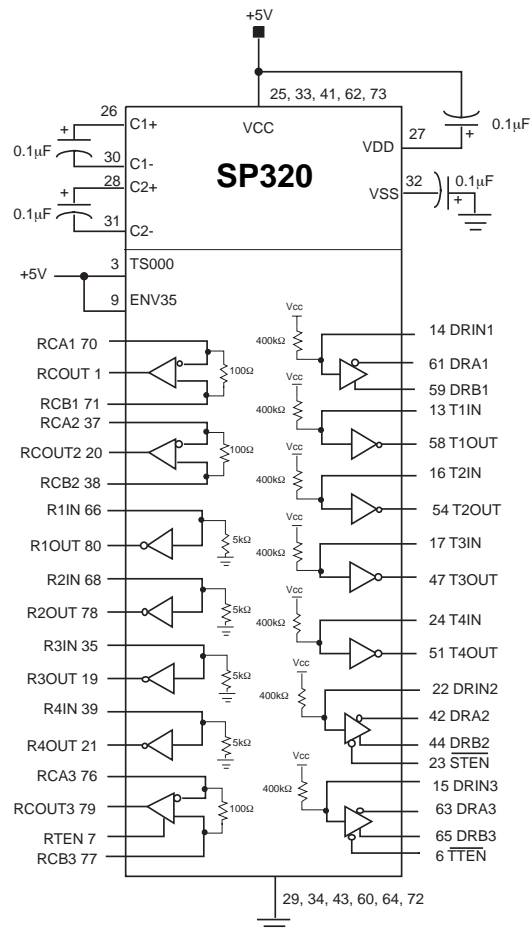 +5V
25, 33, 41, 62, 73
26
C1+
VCC
27
VDD
0.1µF
+
+
0.1µF
30
C1-
28
C2+
SP320
32
VSS
0.1µF
+
+
0.1µF
31
C2-
3
TS000
+5V
9
ENV35
RCA1 70
RCOUT 1
100Ω
RCB1 71
RCA2 37
RCOUT2 20
100Ω
RCB2 38
R1IN 66
R1OUT 80
5kΩ
R2IN 68
R2OUT 78
5kΩ
R3IN 35
R3OUT 19
5kΩ
R4IN 39
R4OUT 21
5kΩ
RCA3 76
RCOUT3 79
100Ω
RTEN 7
RCB3 77
Vcc
400kΩ
14 DRIN1
61 DRA1
59 DRB1
Vcc
400kΩ
13 T1IN
58 T1OUT
Vcc
400kΩ
16 T2IN
54 T2OUT
Vcc
400kΩ
17 T3IN
47 T3OUT
Vcc
400kΩ
24 T4IN
51 T4OUT
Vcc
400kΩ
22 DRIN2
42 DRA2
44 DRB2
23 STEN
Vcc
400kΩ
15 DRIN3
63 DRA3
65 DRB3
6 TTEN
29, 34, 43, 60, 64, 72